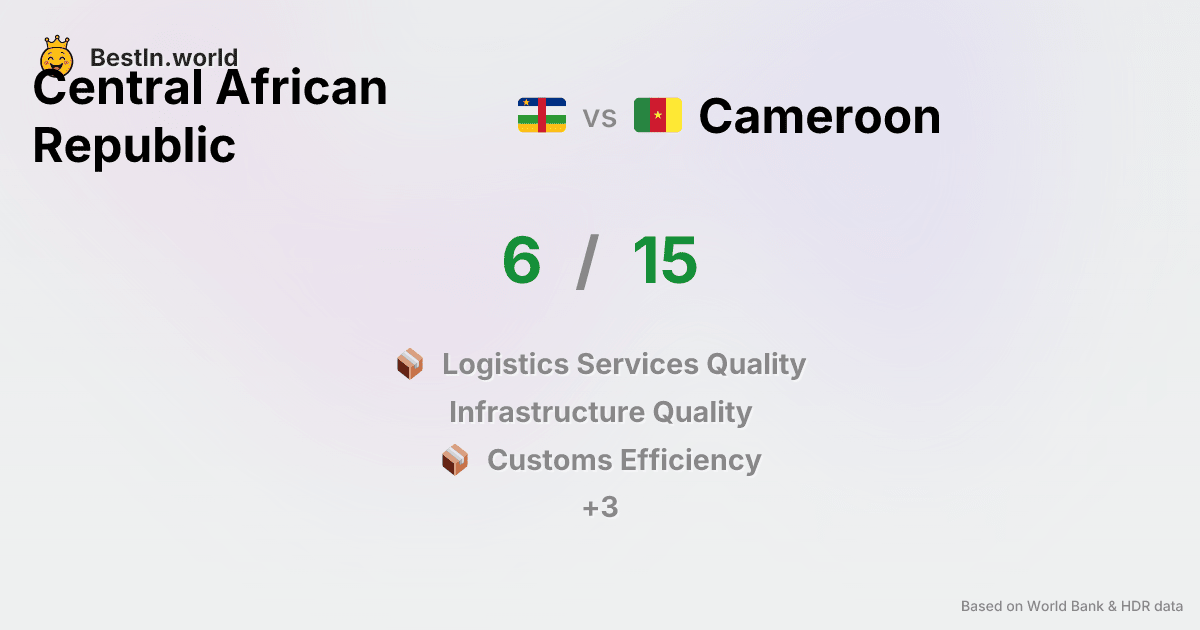 BestIn.world
Central African
Republic
vs
Cameroon
6 / 15
Logistics Services Quality
Infrastructure Quality
Customs Efficiency
+3
Based on World Bank & HDR data